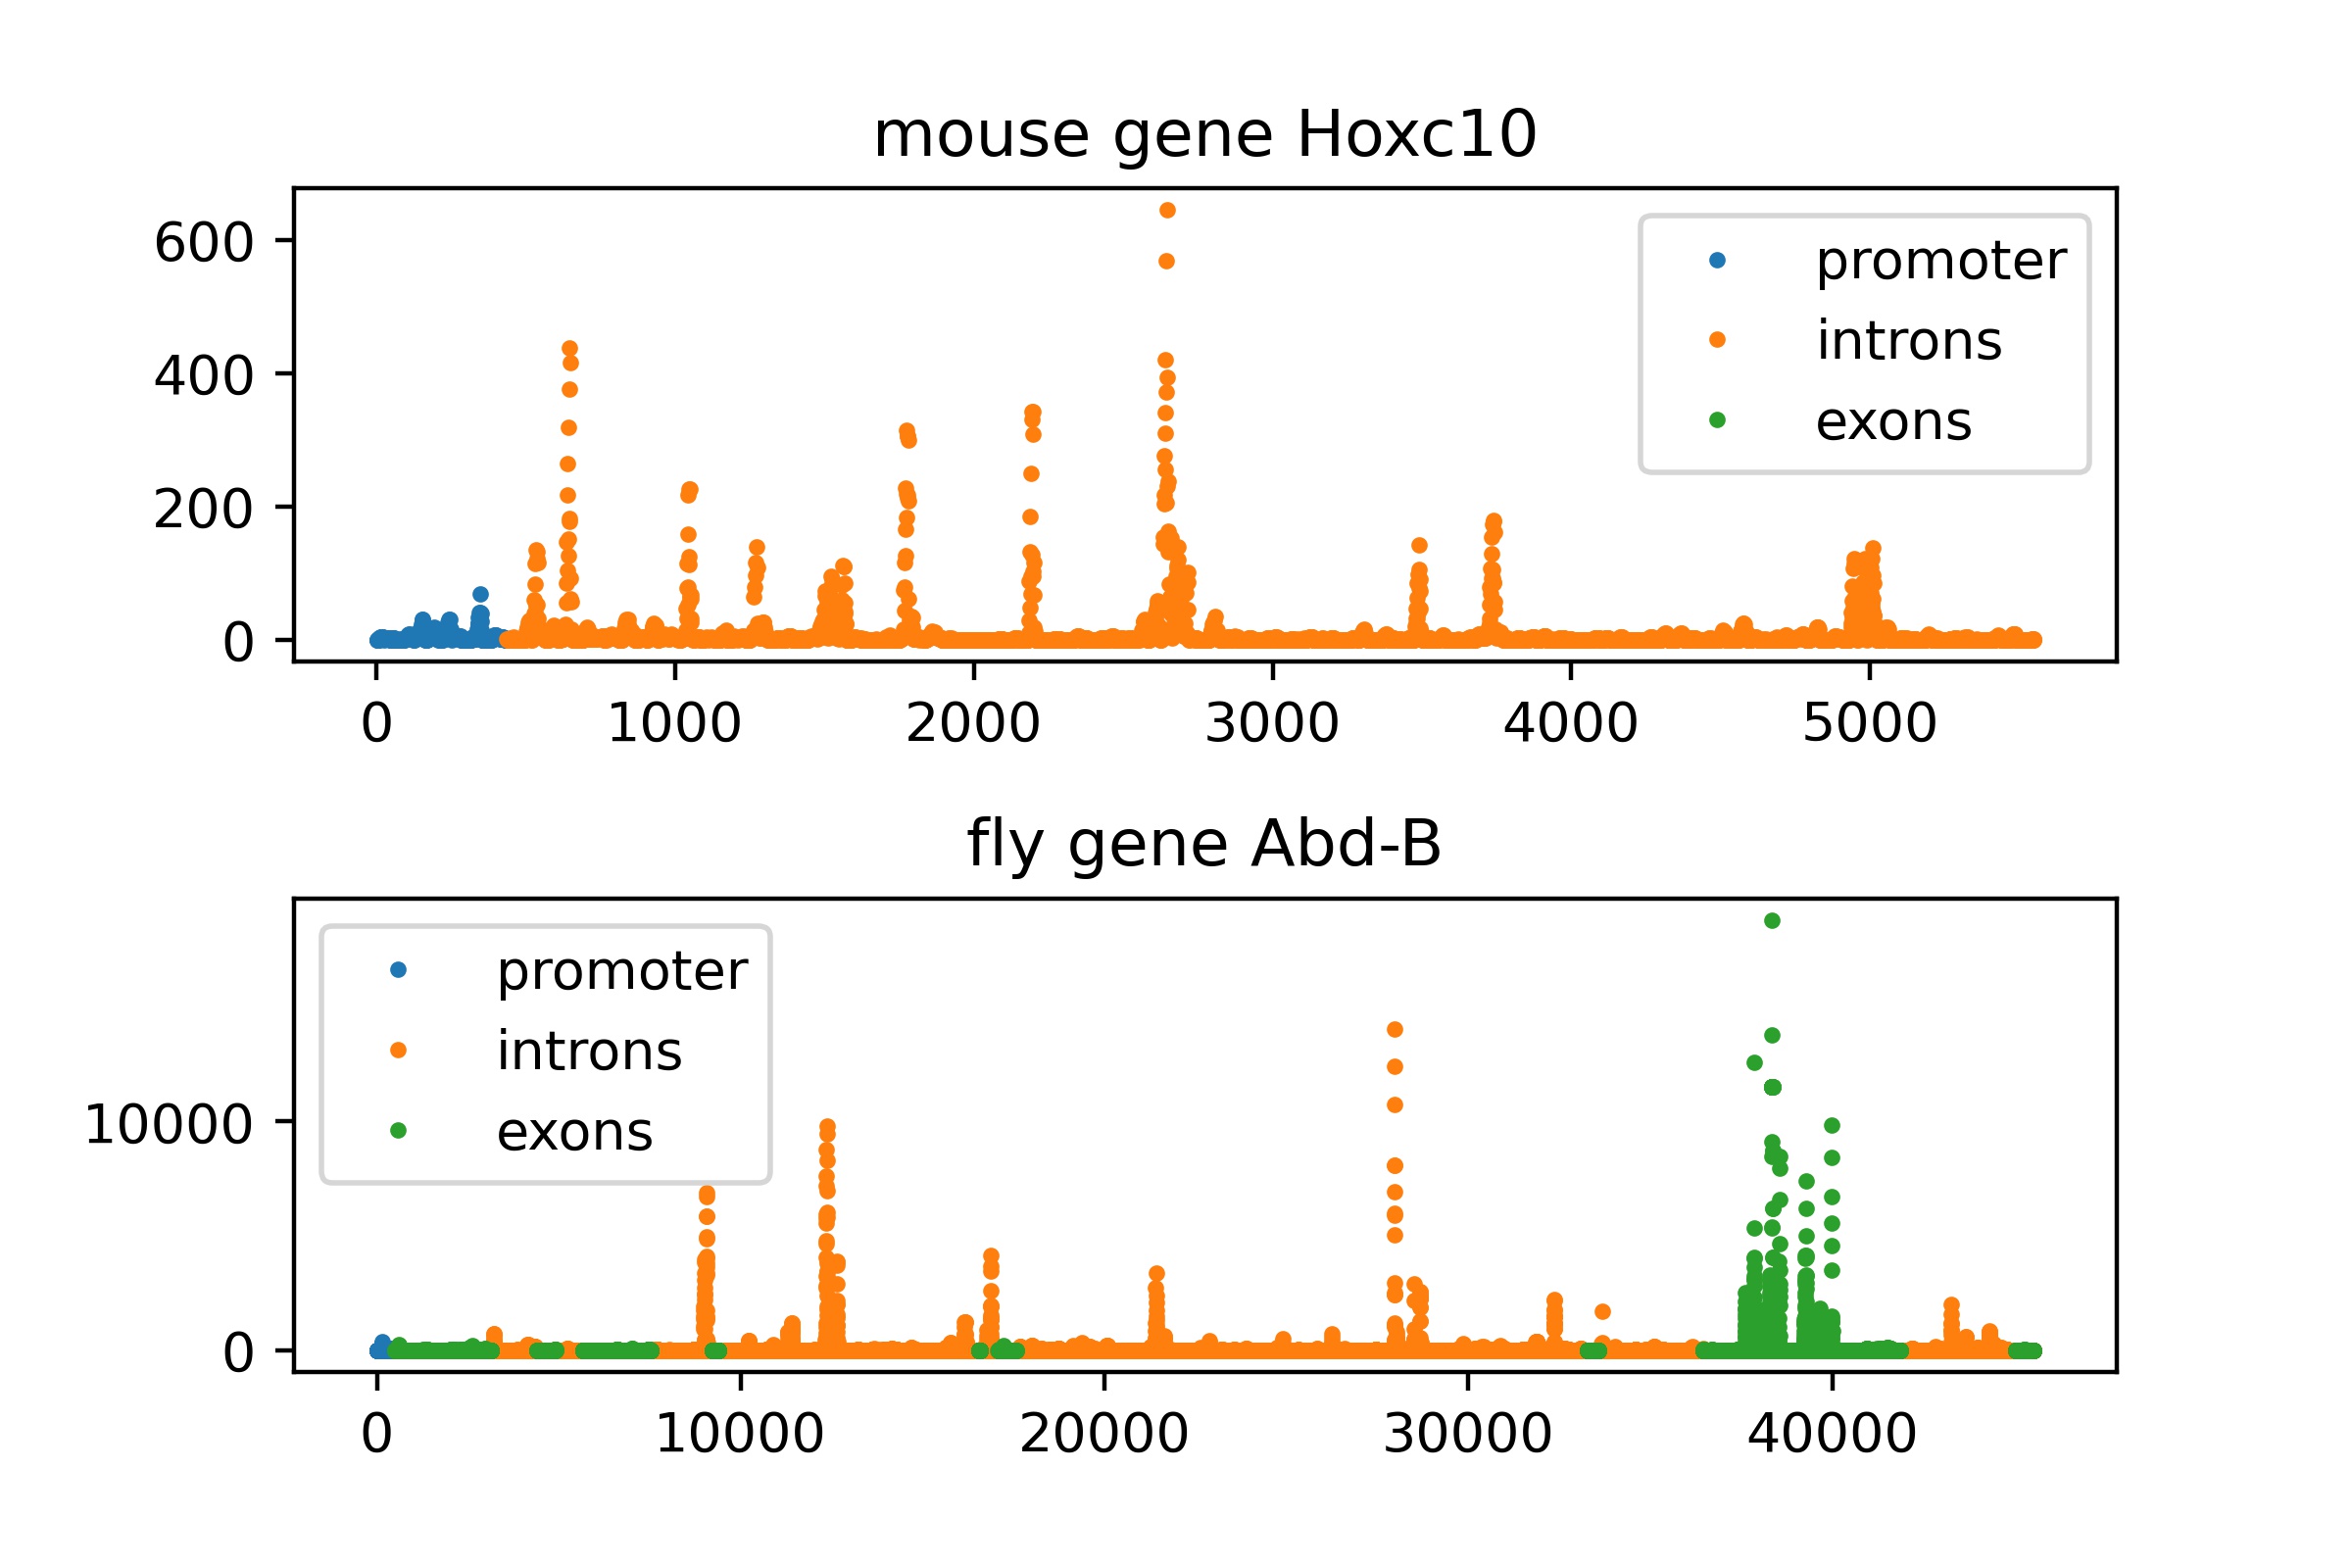 mouse gene Hoxc10
600
400
200
0
promoter
introns
exons
0 1000 2000 3000 4000 5000
fly gene Abd-B
promoter
introns
exons
10000
0
0 10000 20000 30000 40000